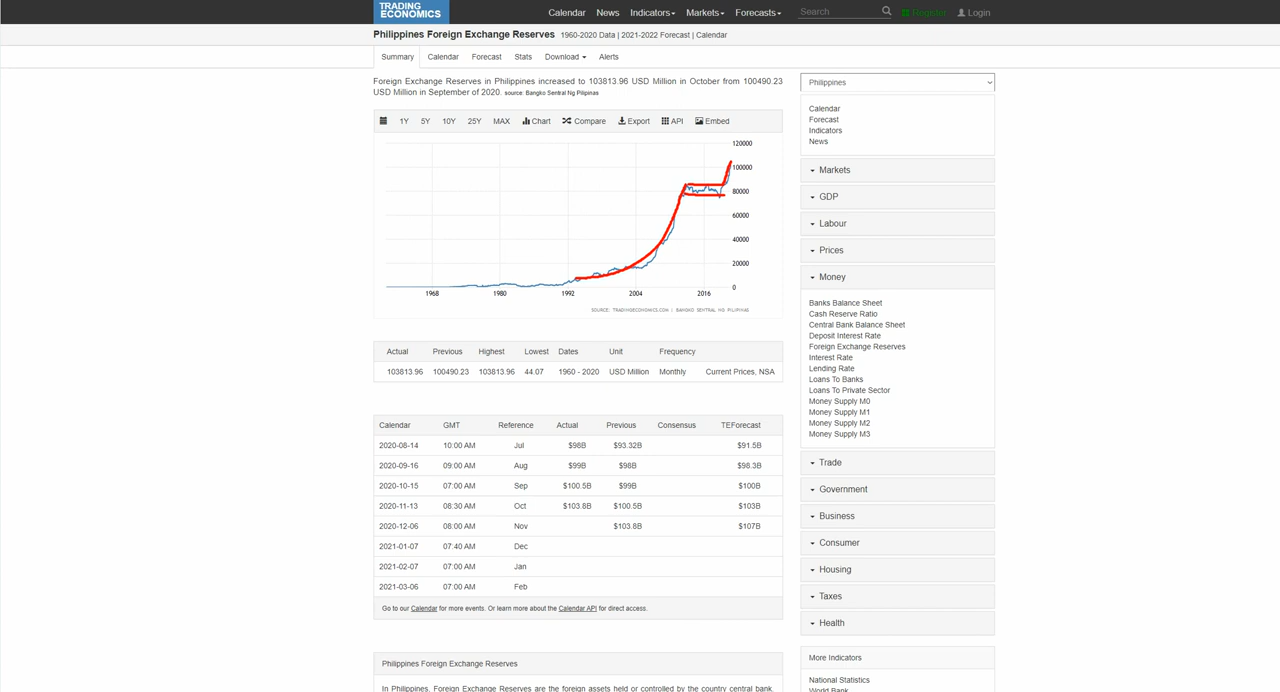 TRADING
ECONOMICS
Calendar News Indicators Markets Forecasts Search Register Login
Philippines Foreign Exchange Reserves 1960-2020 Data | 2021-2022 Forecast | Calendar
Summary Calendar Forecast Stats Download Alerts
Foreign Exchange Reserves in Philippines increased to 103813.96 USD Million in October from 100490.23
USD Million in September of 2020. source: Bangko Sentral Ng Pilipinas
1Y 5Y 10Y 25Y MAX Chart Compare Export API Embed
120000
100000
80000
60000
40000
20000
0
1968 1980 1992 2004 2016
SOURCE: TRADINGECONOMICS.COM | BANGKO SENTRAL NG PILIPINAS
Actual Previous Highest Lowest Dates Unit Frequency
103813.96 100490.23 103813.96 44.07 1960 - 2020 USD Million Monthly Current Prices, NSA
Calendar GMT Reference Actual Previous Consensus TEForecast
2020-08-14 10:00 AM Jul $98B $93.32B $91.5B
2020-09-16 09:00 AM Aug $99B $98B $98.3B
2020-10-15 07:00 AM Sep $100.5B $99B $100B
2020-11-13 08:30 AM Oct $103.8B $100.5B $103B
2020-12-06 08:00 AM Nov $103.8B $107B
2021-01-07 07:40 AM Dec
2021-02-07 07:00 AM Jan
2021-03-06 07:00 AM Feb
Go to our Calendar for more events. Or learn more about the Calendar API for direct access.
Philippines Foreign Exchange Reserves
In Philippines, Foreign Exchange Reserves are the foreign assets held or controlled by the country central bank.
Philippines
Calendar
Forecast
Indicators
News
Markets
GDP
Labour
Prices
Money
Banks Balance Sheet
Cash Reserve Ratio
Central Bank Balance Sheet
Deposit Interest Rate
Foreign Exchange Reserves
Interest Rate
Lending Rate
Loans To Banks
Loans To Private Sector
Money Supply M0
Money Supply M1
Money Supply M2
Money Supply M3
Trade
Government
Business
Consumer
Housing
Taxes
Health
More Indicators
National Statistics
World Bank